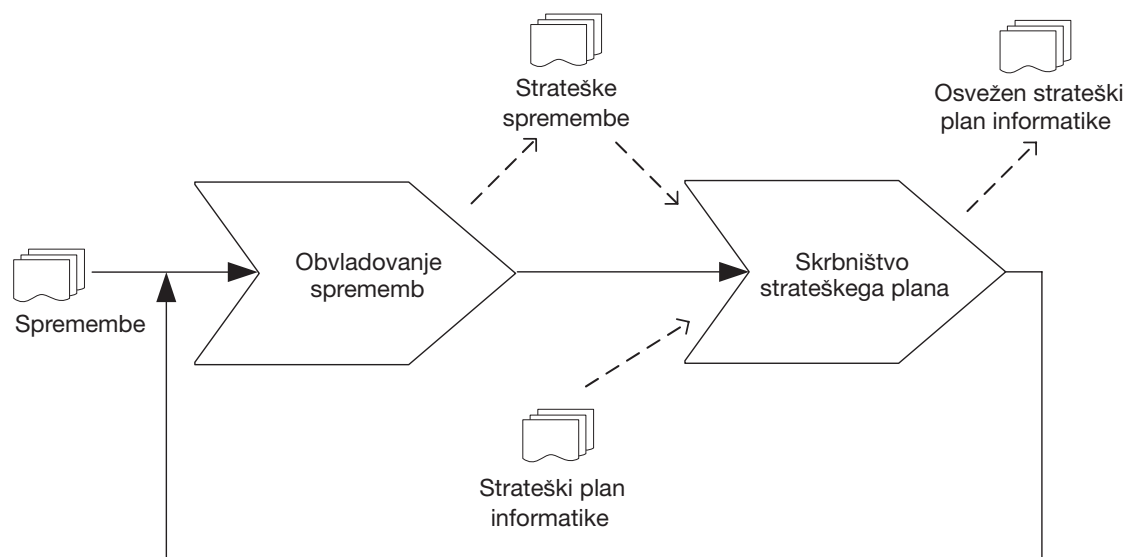 Strateške
spremembe
Osvežen strateški
plan informatike
Obvladovanje
sprememb
Skrbništvo
strateškega plana
Spremembe
Strateški plan
informatike